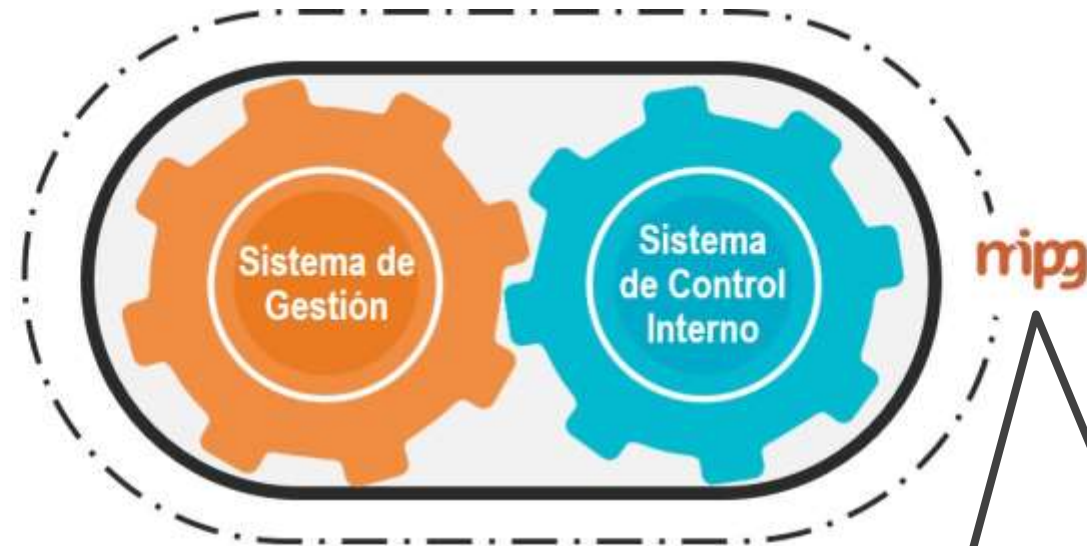 Sistema de
Gestión
Sistema
de Control
Interno
mipg